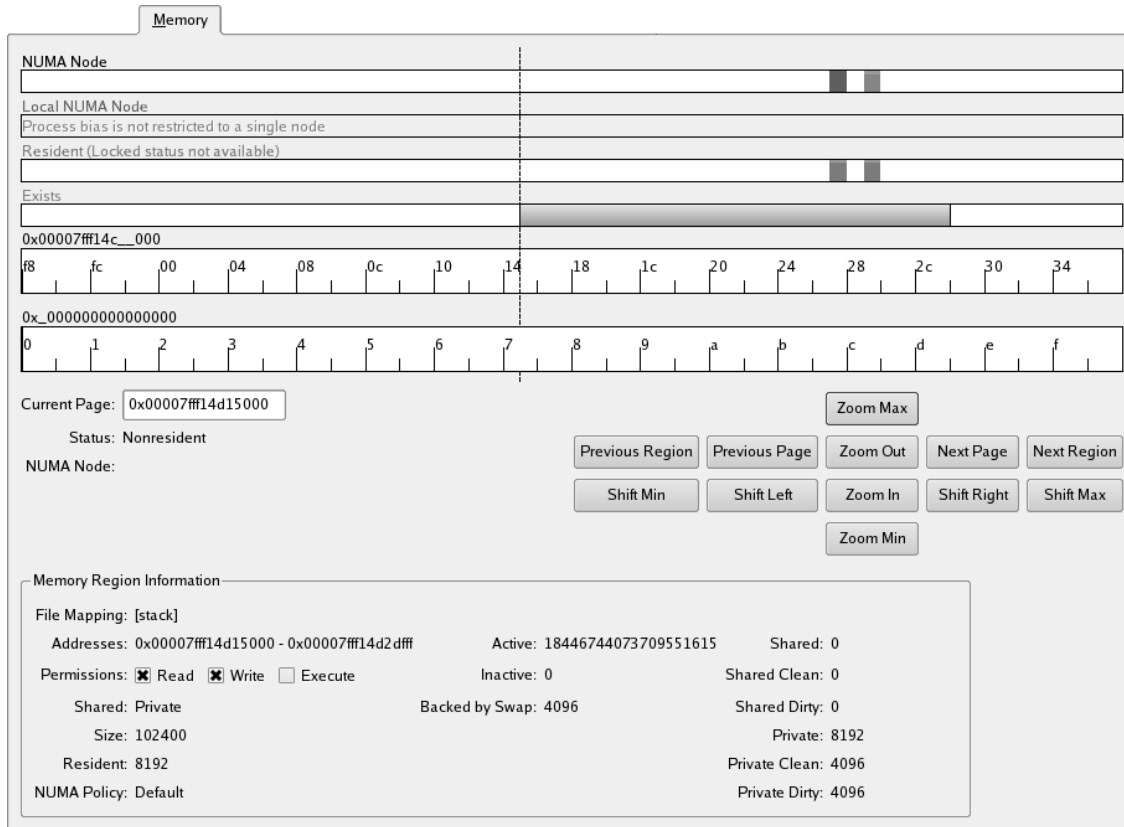 Memory
NUMA Node
Local NUMA Node
Process bias is not restricted to a single node
Resident (Locked status not available)
Exists
0x00007fff14c__000
f8 fc 00 04 08 0c 10 14 18 1c 20 24 28 2c 30 34
0x_000000000000000
0 1 2 3 4 5 6 7 8 9 a b c d e f
Current Page: 0x00007fff14d15000
Zoom Max
Status: Nonresident
Previous Region Previous Page Zoom Out Next Page Next Region
NUMA Node:
Shift Min Shift Left Zoom In Shift Right Shift Max
Zoom Min
Memory Region Information
File Mapping: [stack]
Addresses: 0x00007fff14d15000 - 0x00007fff14d2dfff Active: 18446744073709551615 Shared: 0
Permissions: Read Write Execute Inactive: 0 Shared Clean: 0
Shared: Private Backed by Swap: 4096 Shared Dirty: 0
Size: 102400 Private: 8192
Resident: 8192 Private Clean: 4096
NUMA Policy: Default Private Dirty: 4096